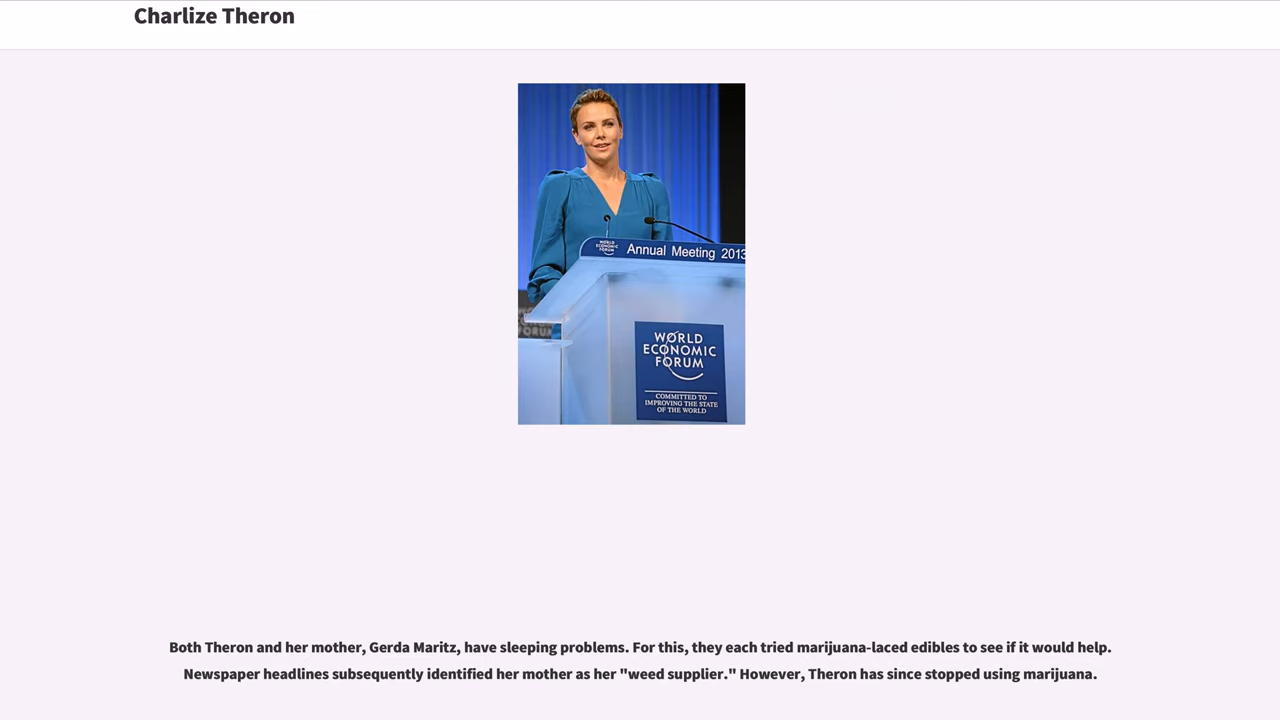 Charlize Theron
WORLD
ECONOMIC
FORUM
Annual Meeting 2013
WORLD
ECONOMIC
FORUM
COMMITTED TO
IMPROVING THE STATE
OF THE WORLD
Both Theron and her mother, Gerda Maritz, have sleeping problems. For this, they each tried marijuana-laced edibles to see if it would help.
Newspaper headlines subsequently identified her mother as her "weed supplier." However, Theron has since stopped using marijuana.